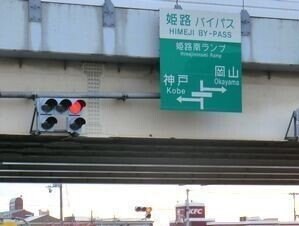 姫路 バイパス
HIMEJI BY-PASS
姫路東ランプ
Himejihigashi Ramp
岡山
Okayama
神戸
Kobe
KFC